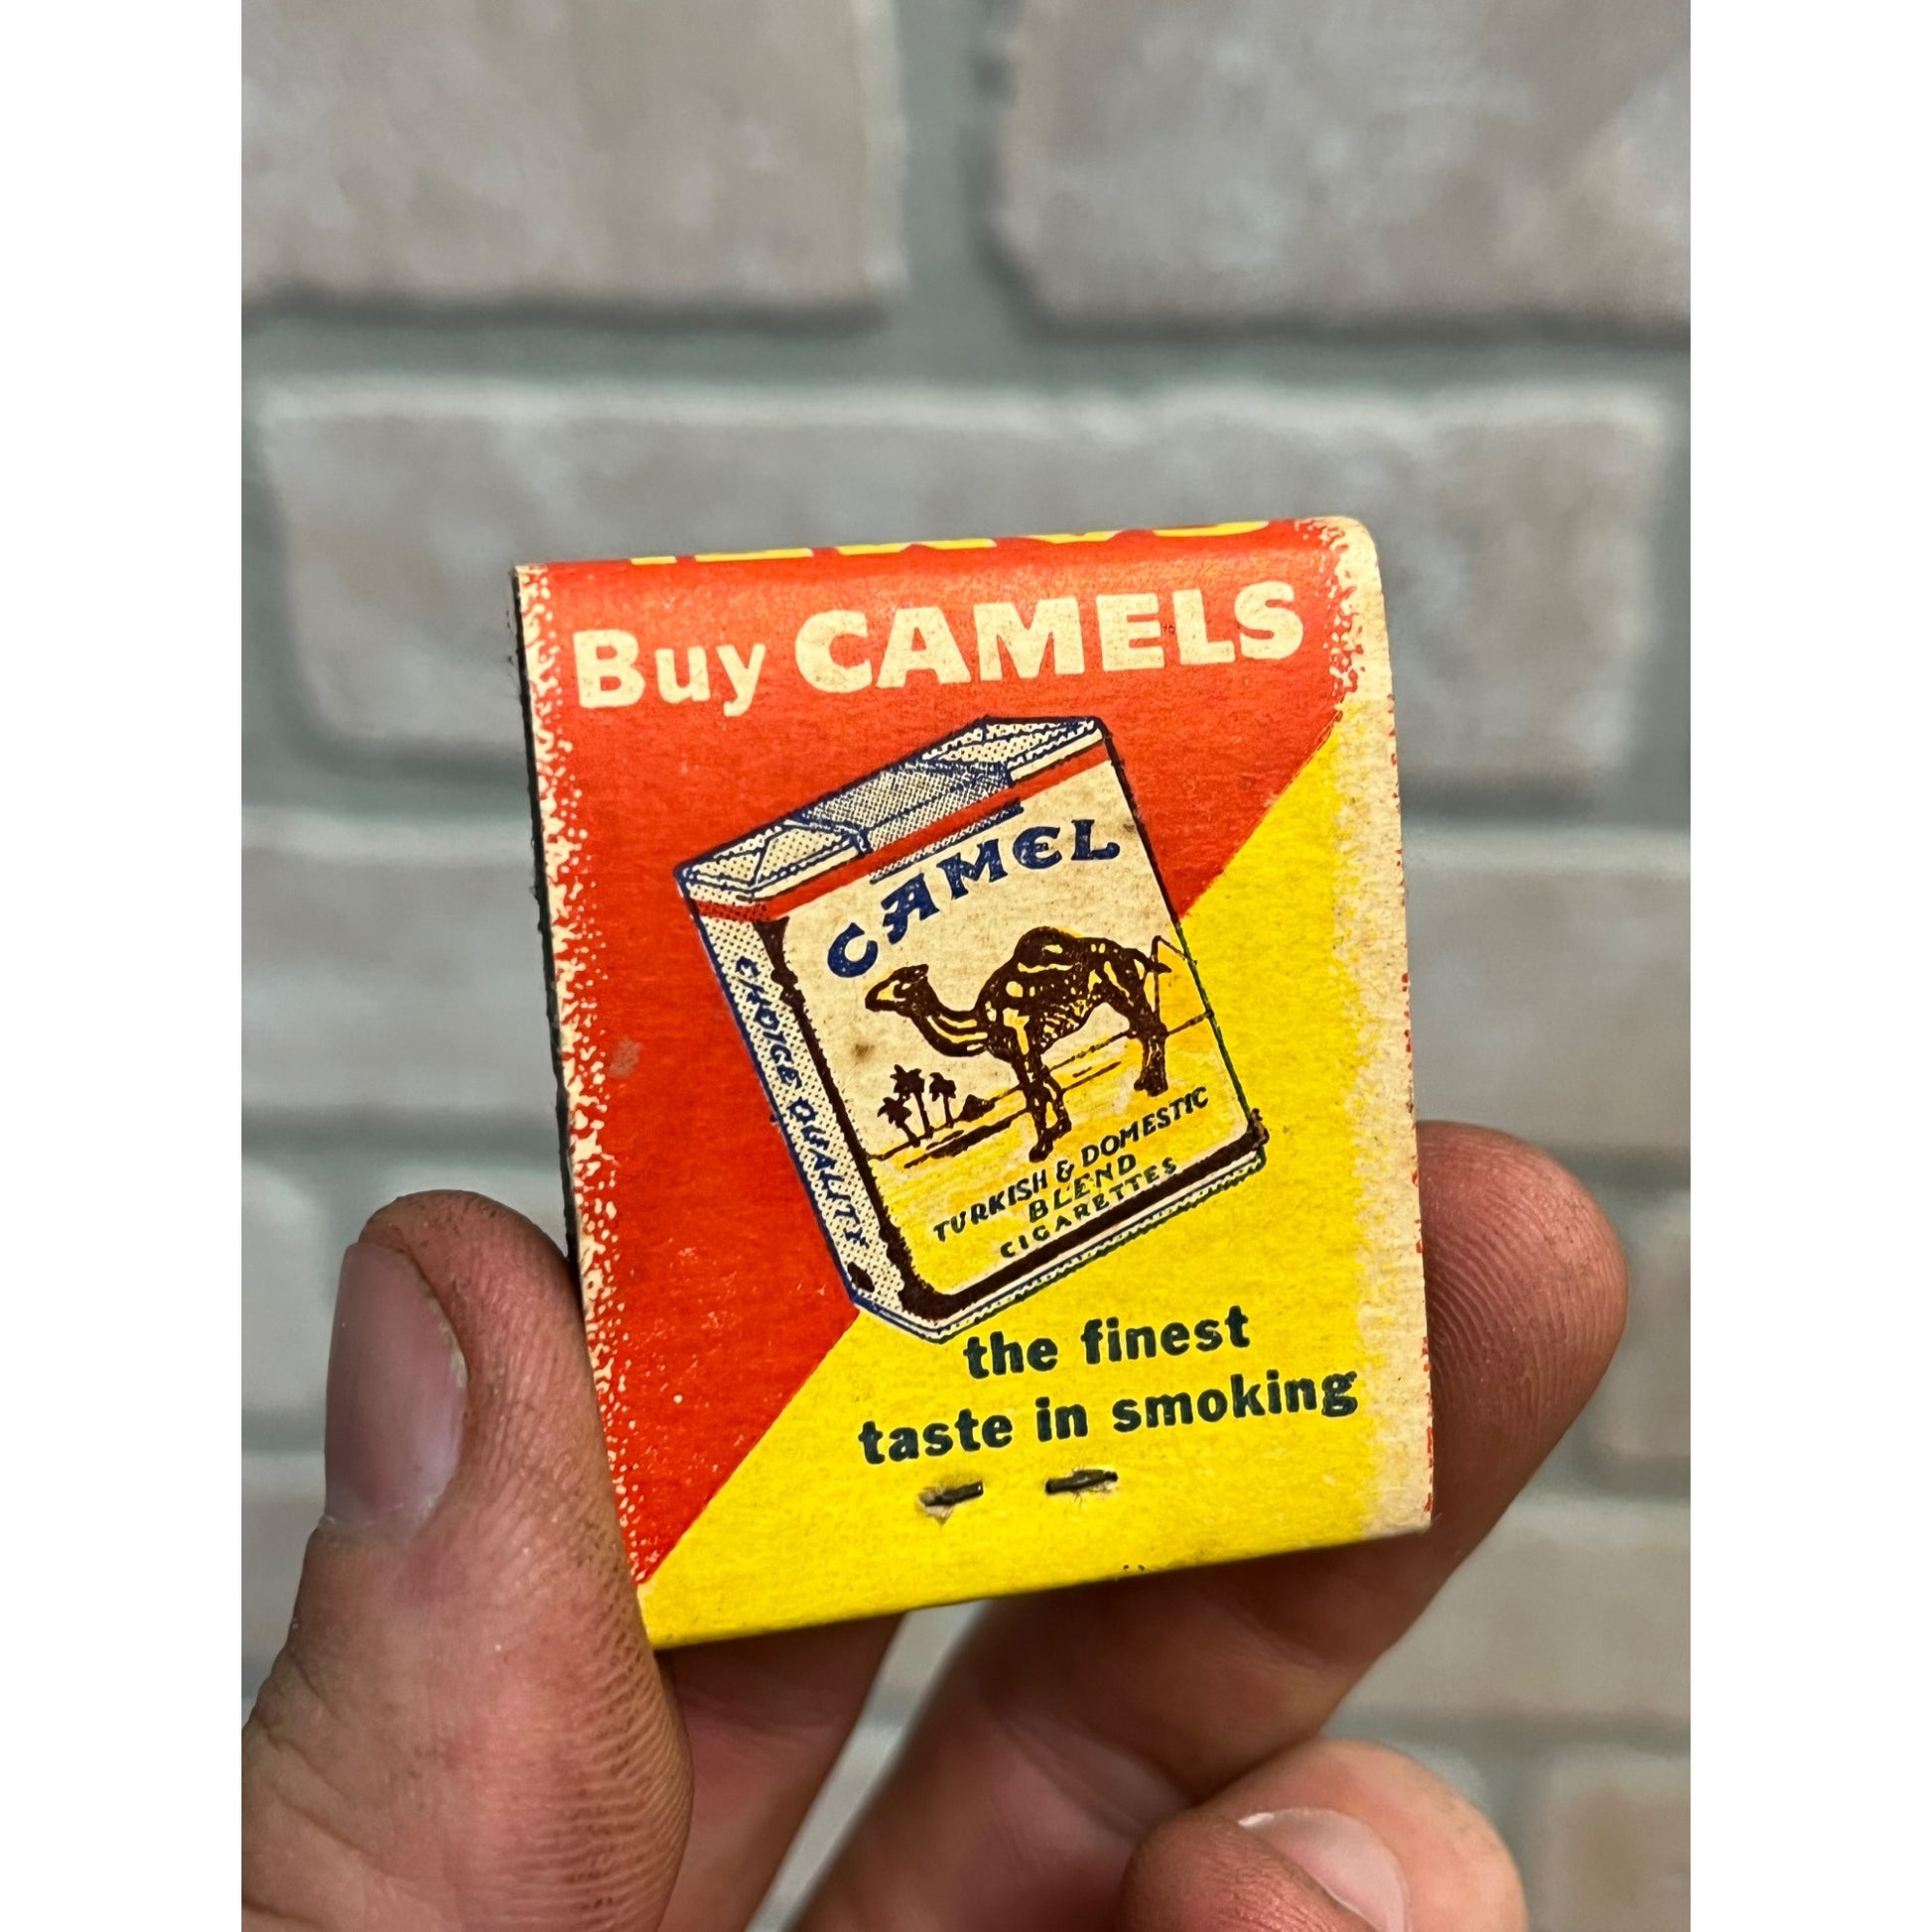 CAMEL
Buy CAMELS
CAMEL
CHOICE QUALITY
TURKISH & DOMESTIC
BLEND
CIGARETTES
the finest
taste in smoking